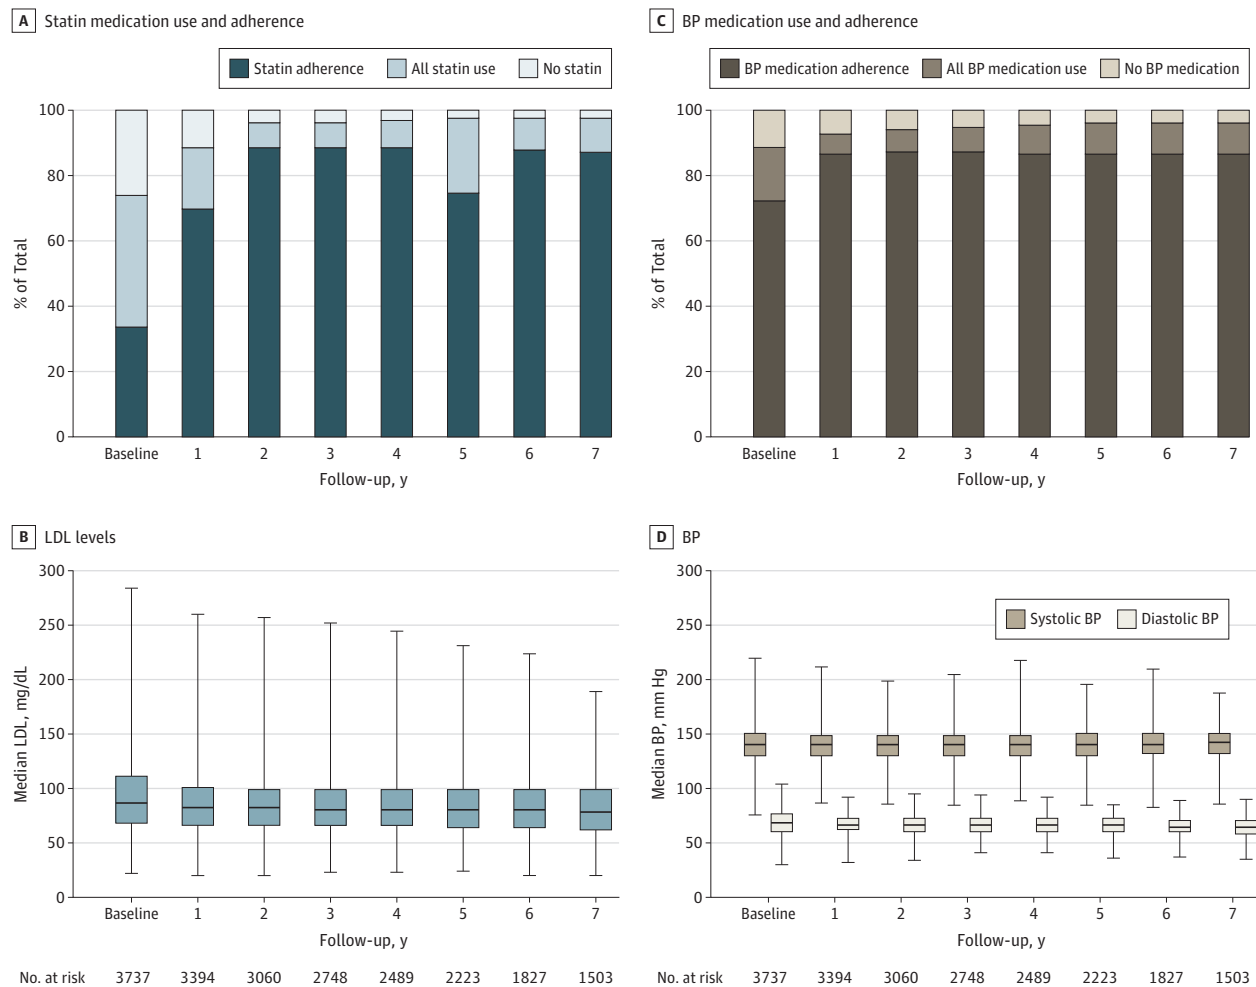 A Statin medication use and adherence
Statin adherence All statin use No statin
% of Total
100
80
60
40
20
0
Baseline 1 2 3 4 5 6 7
Follow-up, y
C BP medication use and adherence
BP medication adherence All BP medication use No BP medication
% of Total
100
80
60
40
20
0
Baseline 1 2 3 4 5 6 7
Follow-up, y
B LDL levels
Median LDL, mg/dL
300
250
200
150
100
50
0
Baseline 1 2 3 4 5 6 7
Follow-up, y
No. at risk 3737 3394 3060 2748 2489 2223 1827 1503
D BP
Systolic BP Diastolic BP
Median BP, mm Hg
300
250
200
150
100
50
0
Baseline 1 2 3 4 5 6 7
Follow-up, y
No. at risk 3737 3394 3060 2748 2489 2223 1827 1503